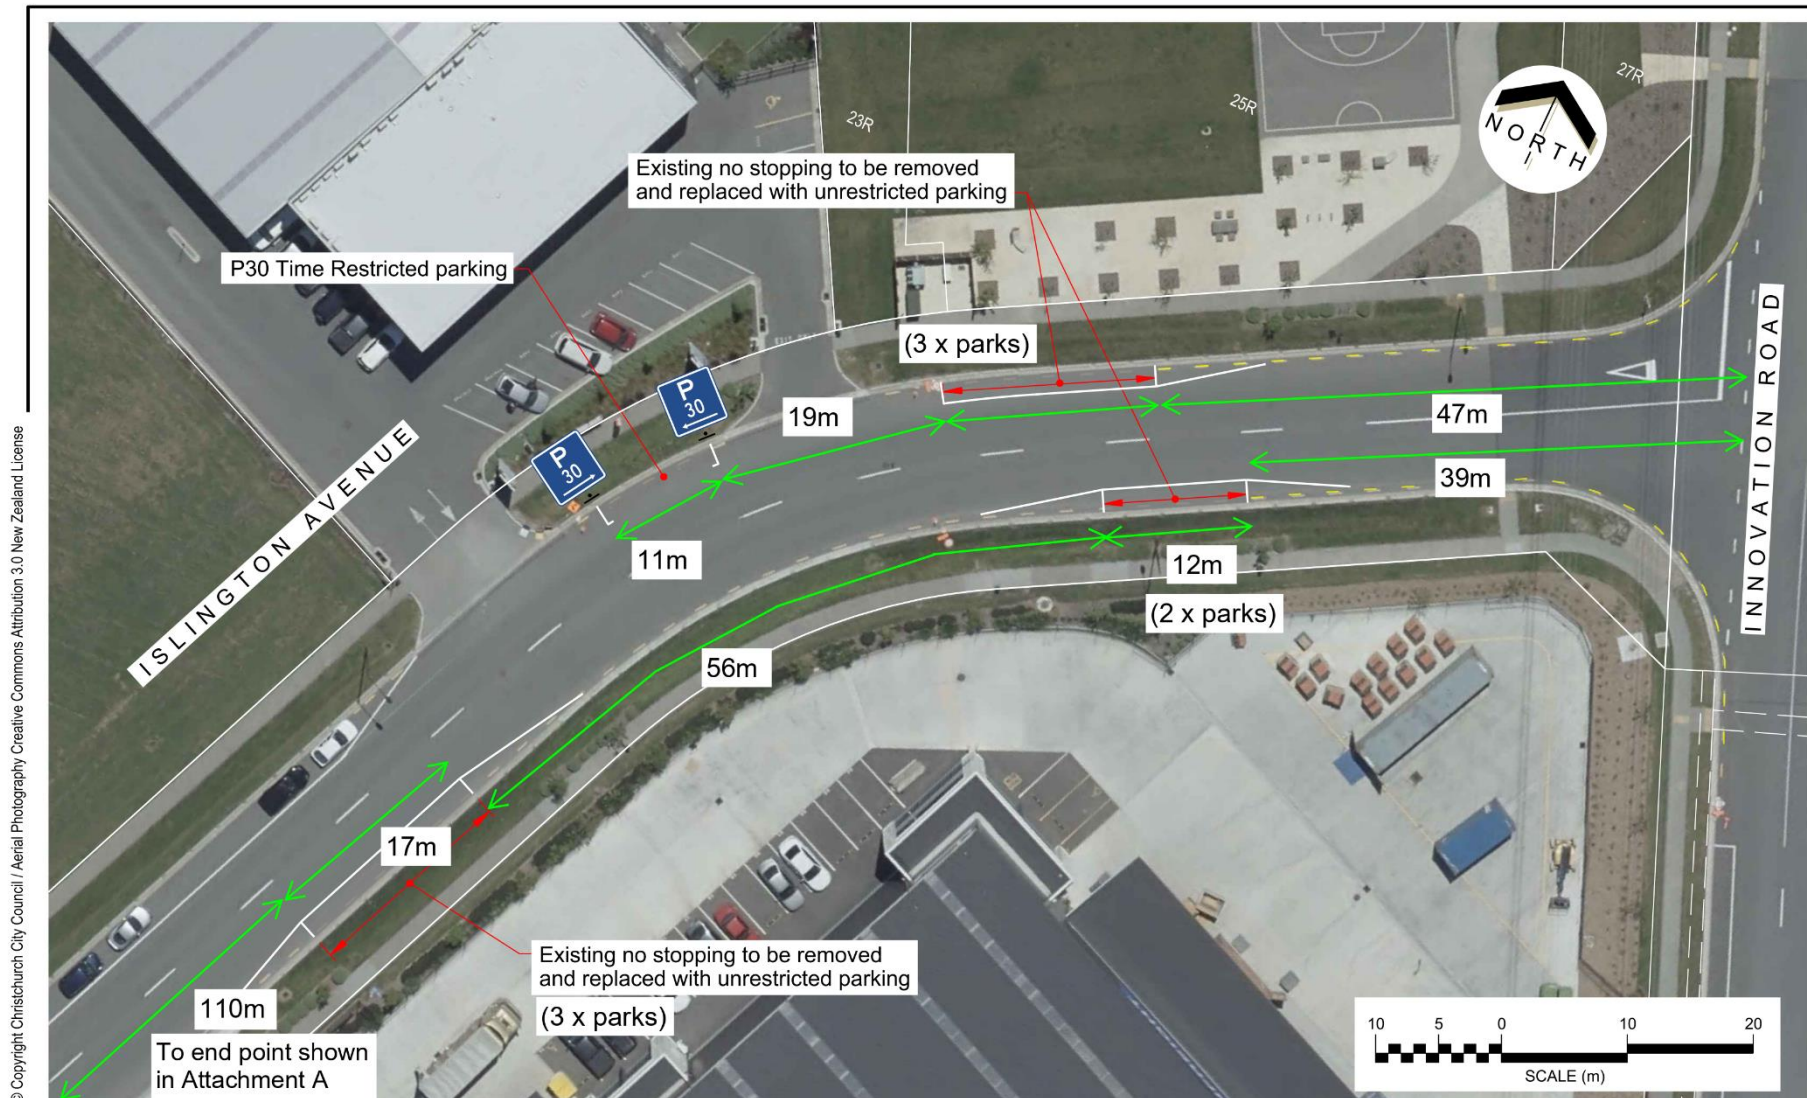 23R
25R
27R
NORTH
Existing no stopping to be removed
and replaced with unrestricted parking
P30 Time Restricted parking
(3 x parks)
P
30
P
30
19m
47m
39m
11m
12m
(2 x parks)
56m
17m
ISLINGTON AVENUE
INNOVATION ROAD
Existing no stopping to be removed
and replaced with unrestricted parking
(3 x parks)
110m
To end point shown
in Attachment A
10 5 0 10 20
SCALE (m)
© Copyright Christchurch City Council / Aerial Photography Creative Commons Attribution 3.0 New Zealand License